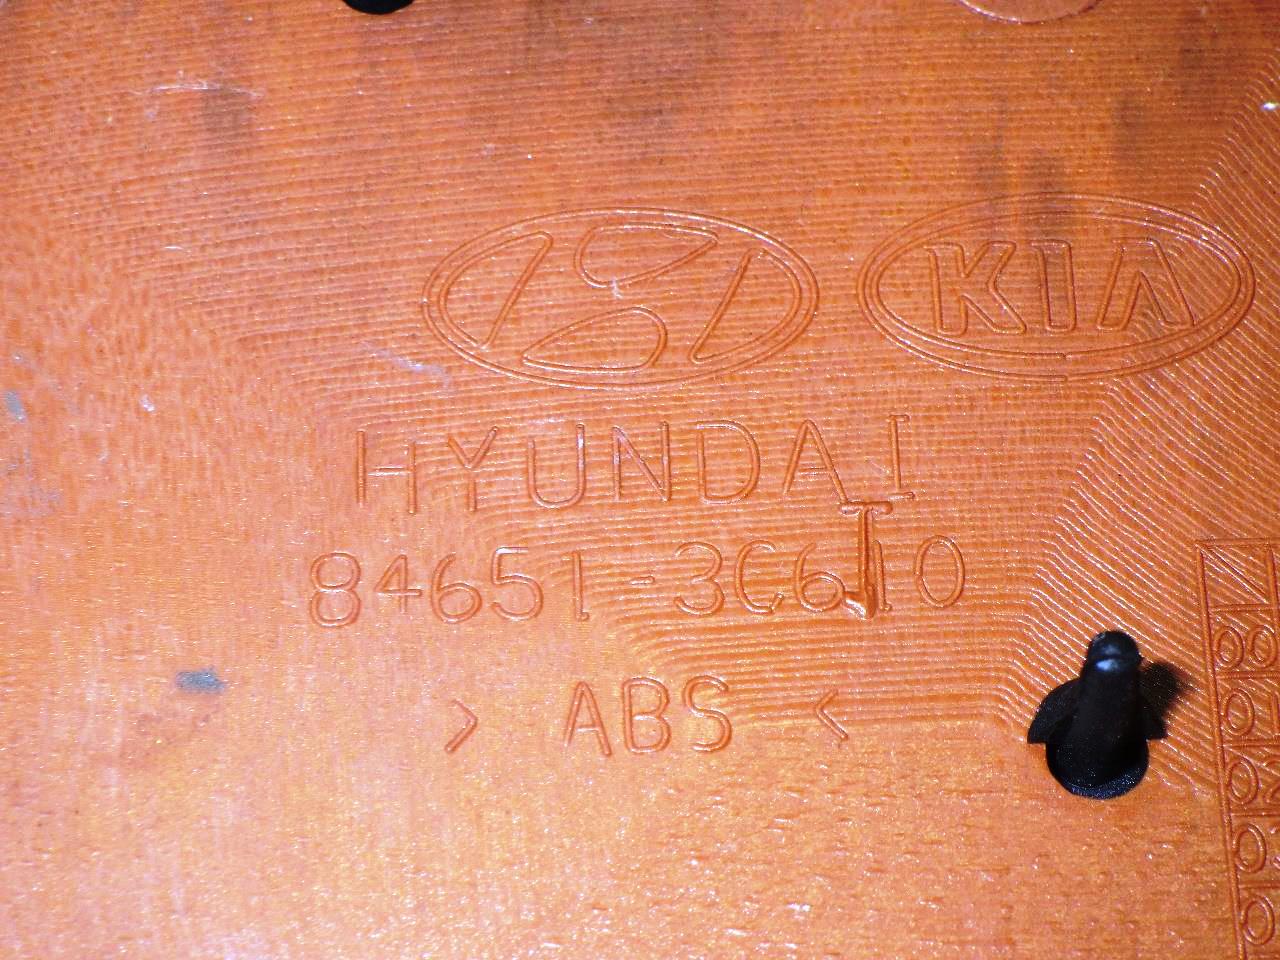 KIA
HYUNDAI
84651-3C610
> ABS <